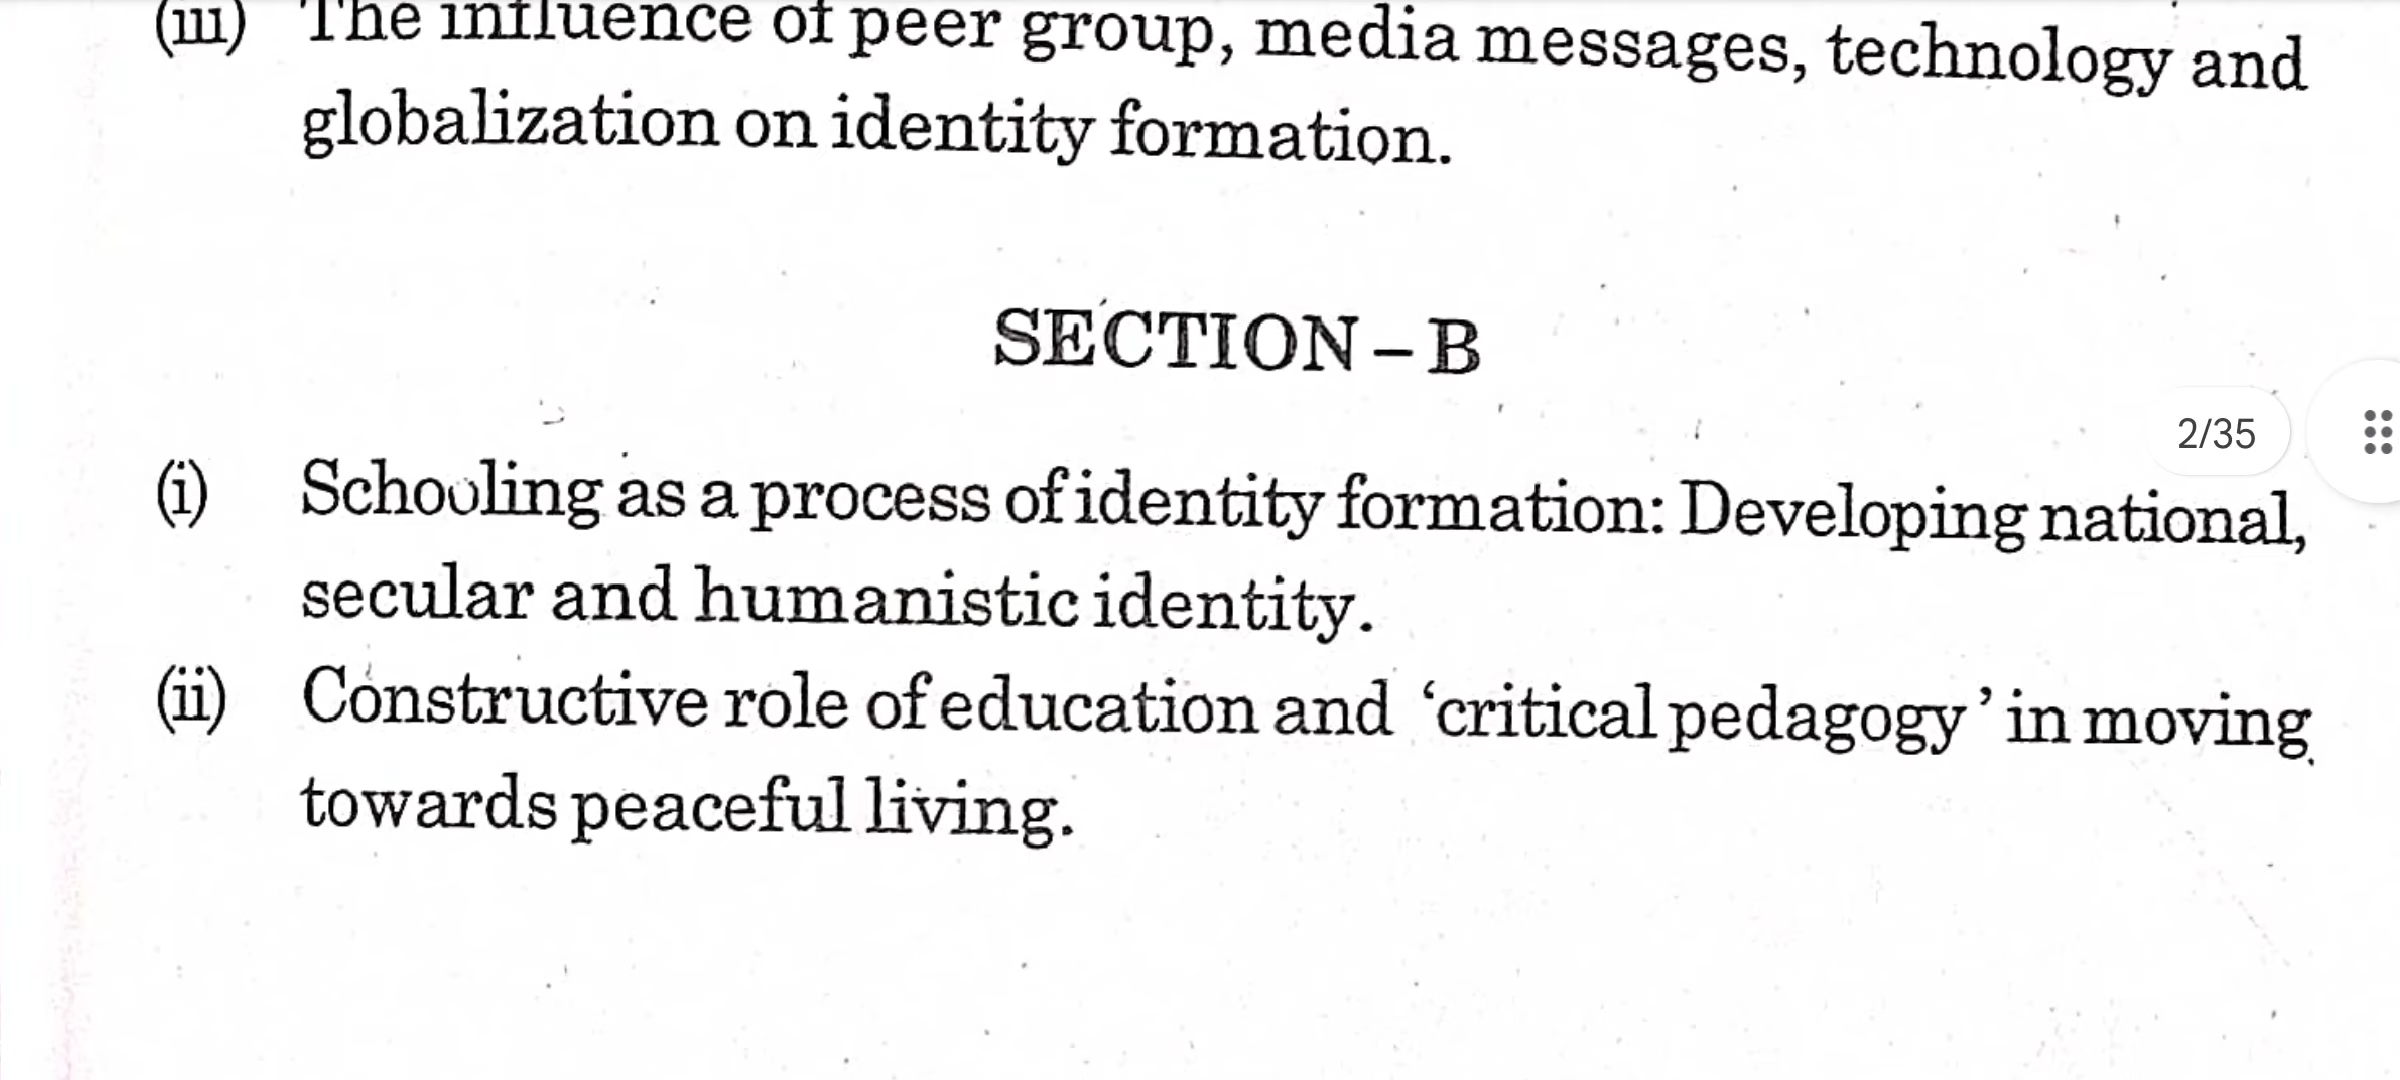 (iii) The influence of peer group, media messages, technology and
globalization on identity formation.
SECTION – B
2/35
(i) Schooling as a process of identity formation: Developing national,
secular and humanistic identity.
(ii) Constructive role of education and ‘critical pedagogy’ in moving
towards peaceful living.